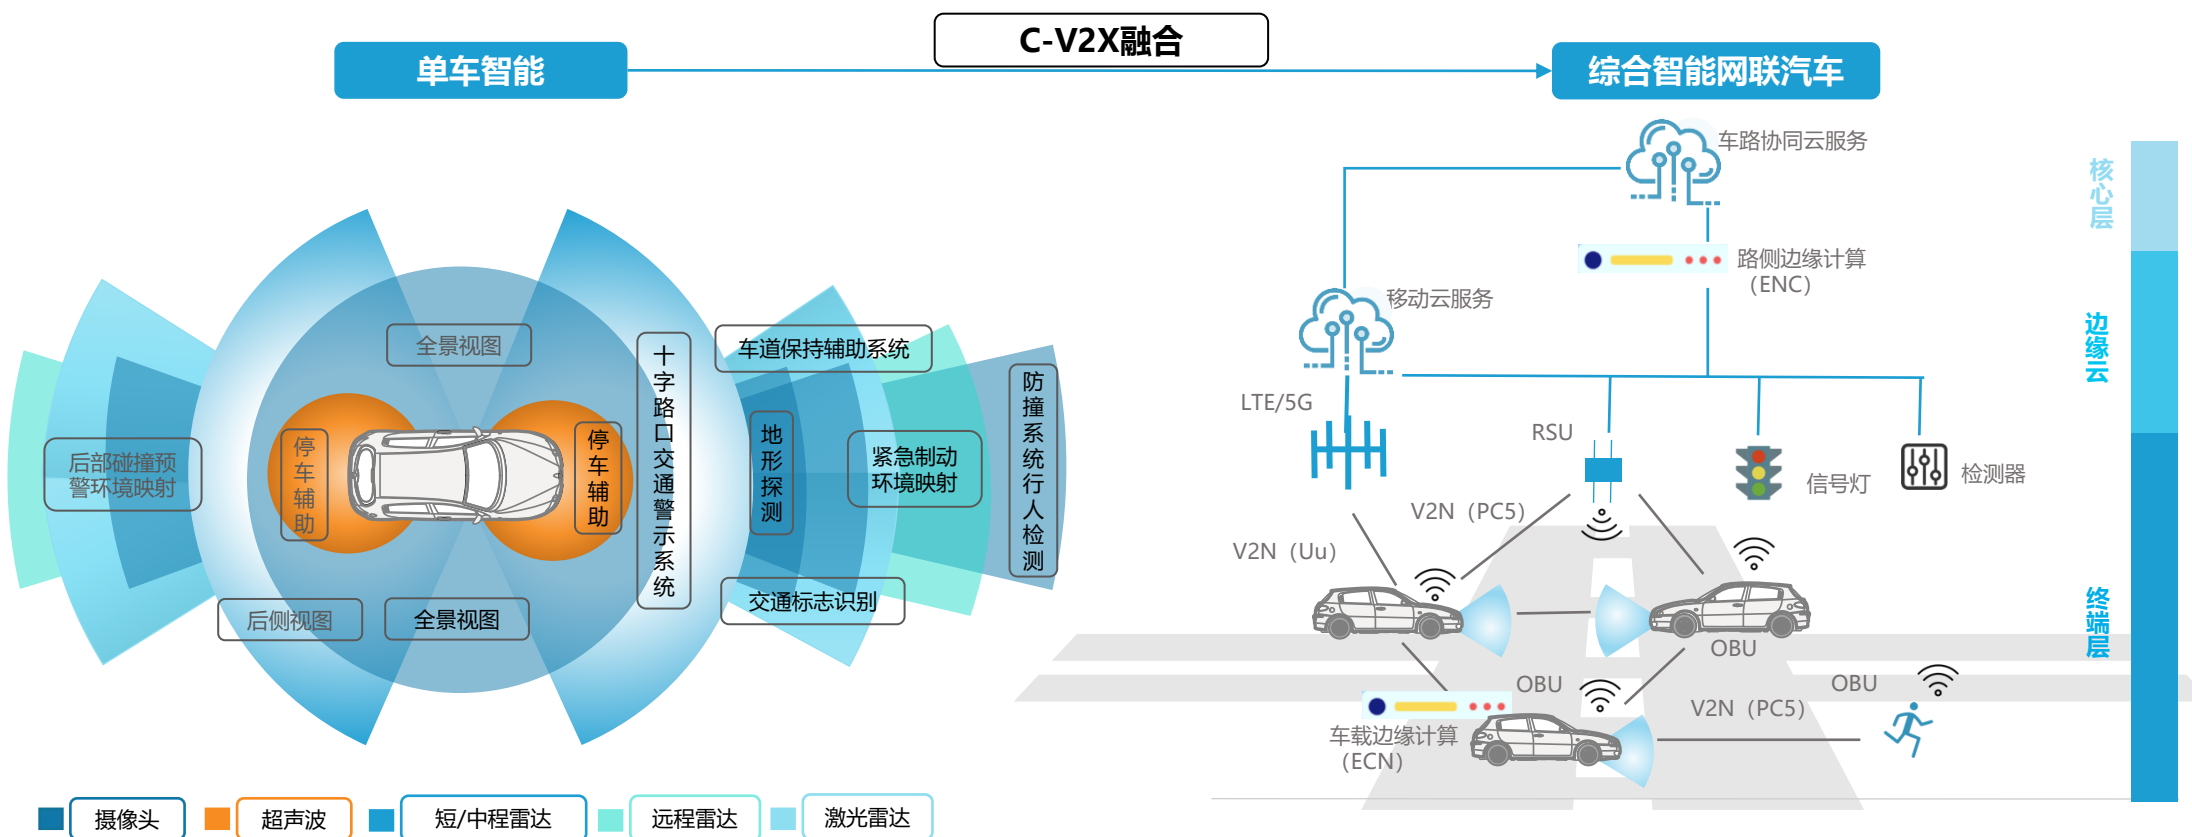 C-V2X融合
单车智能
综合智能网联汽车
全景视图
十字路口交通警示系统
车道保持辅助系统
防撞系统行人检测
后部碰撞预
警环境映射
停车辅助
停车辅助
地形探测
紧急制动
环境映射
后侧视图
全景视图
交通标志识别
摄像头
超声波
短/中程雷达
远程雷达
激光雷达
车路协同云服务
路侧边缘计算
（ENC）
移动云服务
LTE/5G
RSU
信号灯
检测器
V2N（PC5）
V2N（Uu）
OBU
OBU
OBU
V2N（PC5）
车载边缘计算
（ECN）
核心层
边缘云
终端层